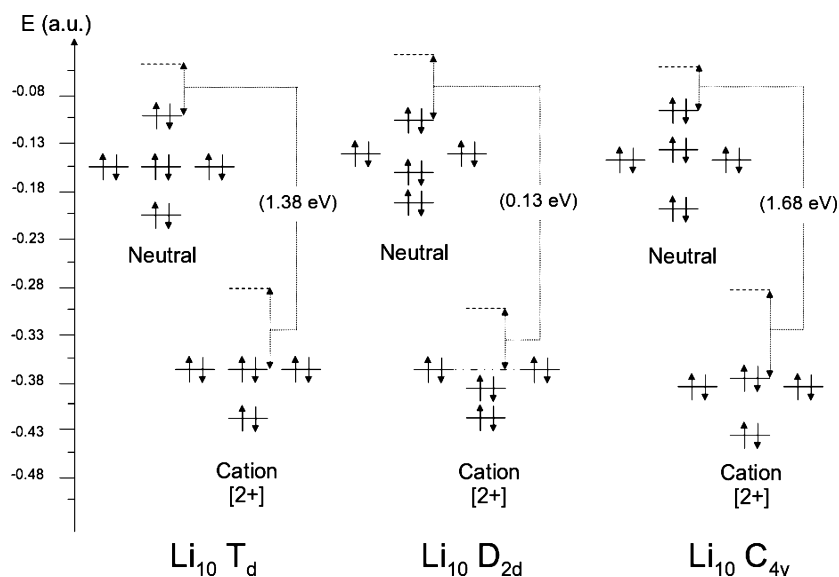 E (a.u.)
-0.08
-0.13
-0.18
-0.23
-0.28
-0.33
-0.38
-0.43
-0.48
(1.38 eV)
Neutral
Cation
[2+]
Li10 Td
(0.13 eV)
Neutral
Cation
[2+]
Li10 D2d
(1.68 eV)
Neutral
Cation
[2+]
Li10 C4v